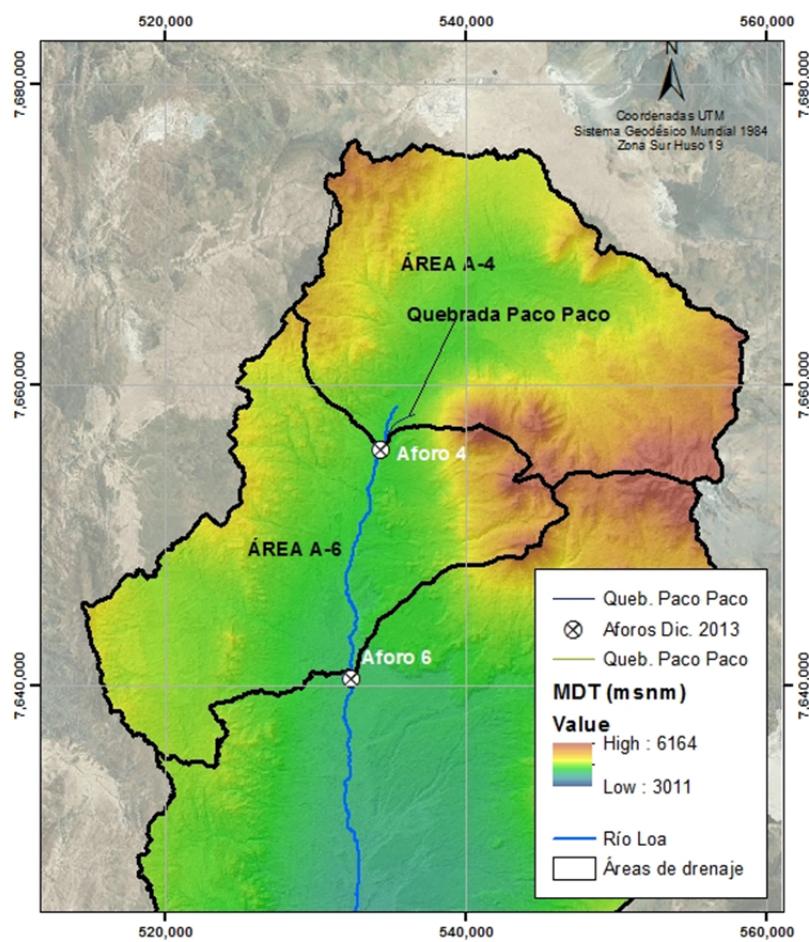 520,000 540,000 560,000
7,680,000 7,680,000
N
Coordenadas UTM
Sistema Geodésico Mundial 1984
Zona Sur Huso 19
ÁREA A-4
Quebrada Paco Paco
7,660,000 7,660,000
Aforo 4
ÁREA A-6
Aforo 6
7,640,000 7,640,000
Queb. Paco Paco
Aforos Dic. 2013
Queb. Paco Paco
MDT (msnm)
Value
High : 6164
Low : 3011
Río Loa
Áreas de drenaje
520,000 540,000 560,000